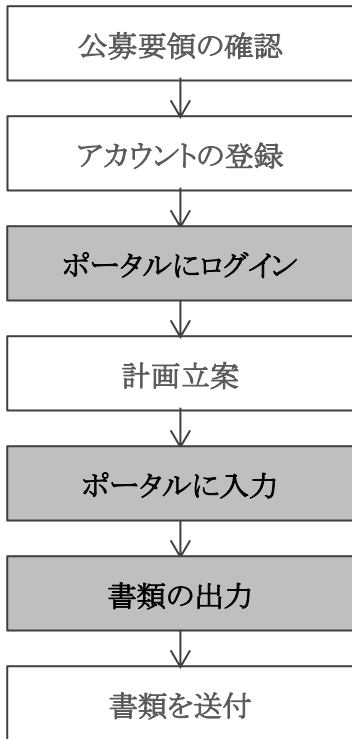 公募要領の確認
アカウントの登録
ポータルにログイン
計画立案
ポータルに入力
書類の出力
書類を送付